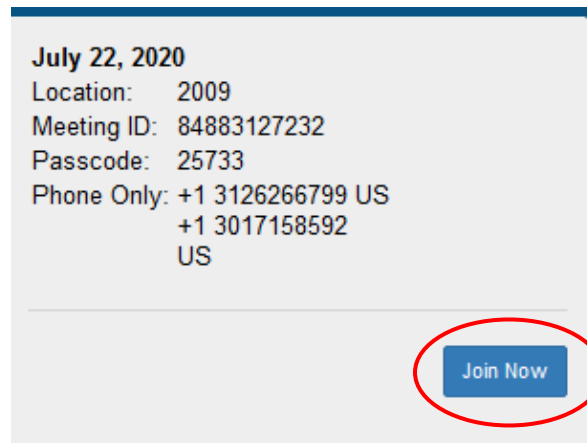 July 22, 2020
Location: 2009
Meeting ID: 84883127232
Passcode: 25733
Phone Only: +1 3126266799 US
+1 3017158592
US
Join Now